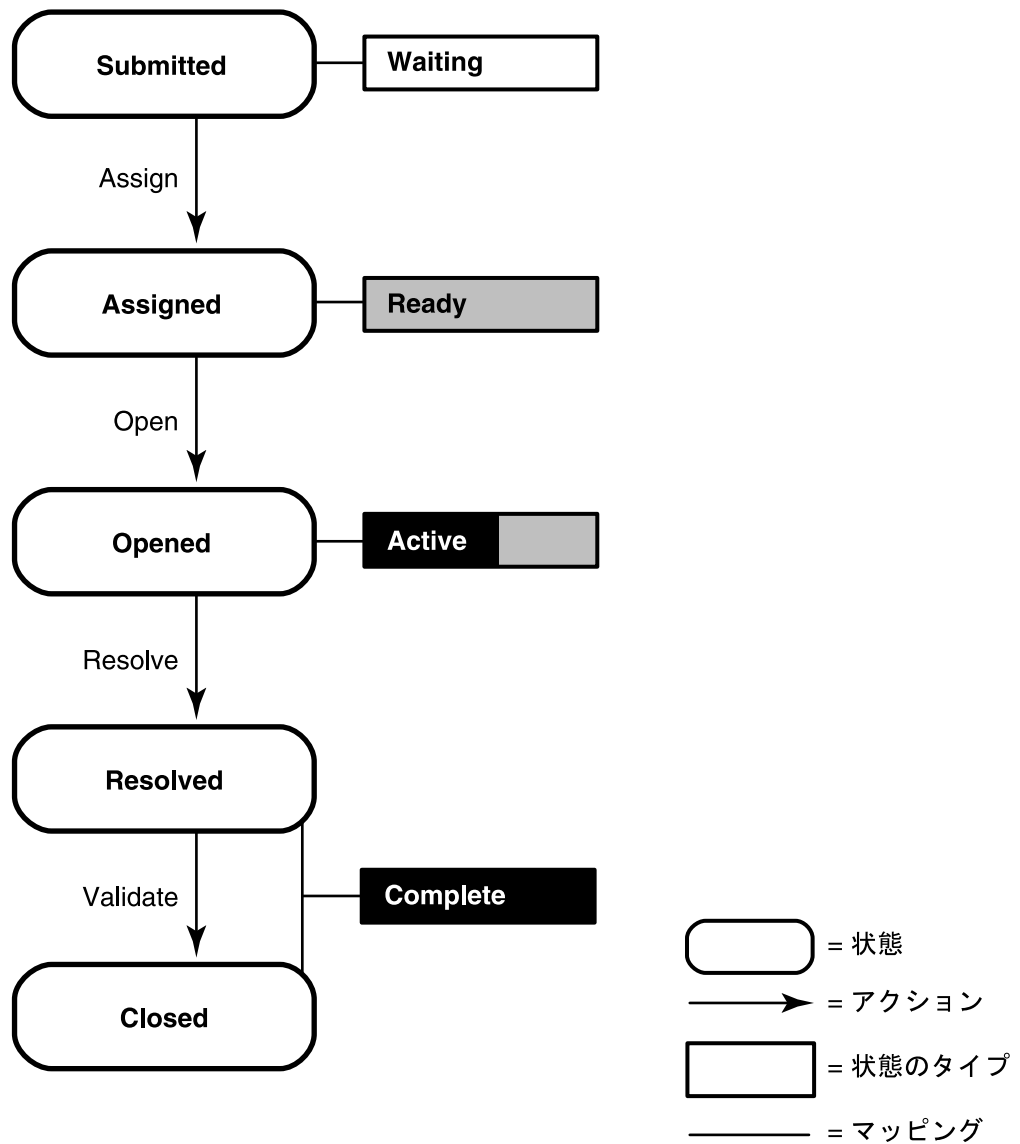 Submitted
Waiting
Assign
Assigned
Ready
Open
Opened
Active
Resolve
Resolved
Validate
Complete
Closed
= 状態
= アクション
= 状態のタイプ
= マッピング